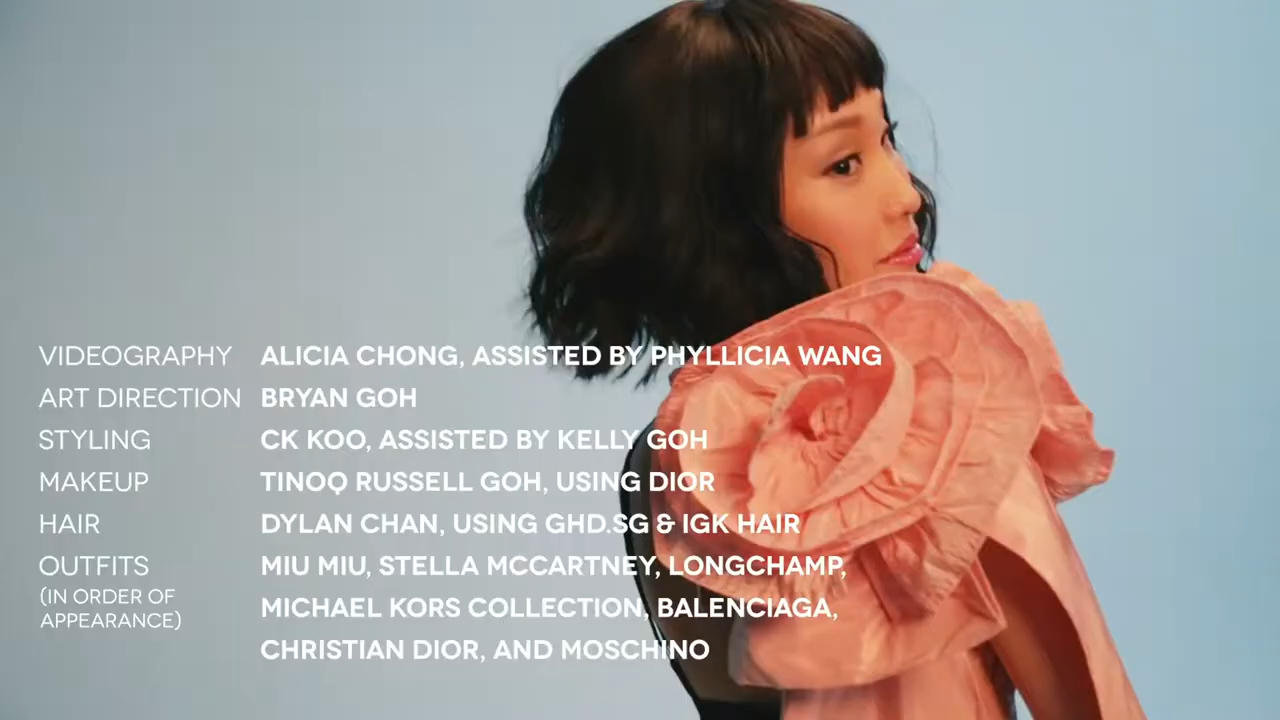 VIDEOGRAPHY ALICIA CHONG, ASSISTED BY PHYLLICIA WANG
ART DIRECTION BRYAN GOH
STYLING CK KOO, ASSISTED BY KELLY GOH
MAKEUP TINOQ RUSSELL GOH, USING DIOR
HAIR DYLAN CHAN, USING GHD.SG & IGK HAIR
OUTFITS MIU MIU, STELLA MCCARTNEY, LONGCHAMP,
(IN ORDER OF APPEARANCE) MICHAEL KORS COLLECTION, BALENCIAGA,
CHRISTIAN DIOR, AND MOSCHINO